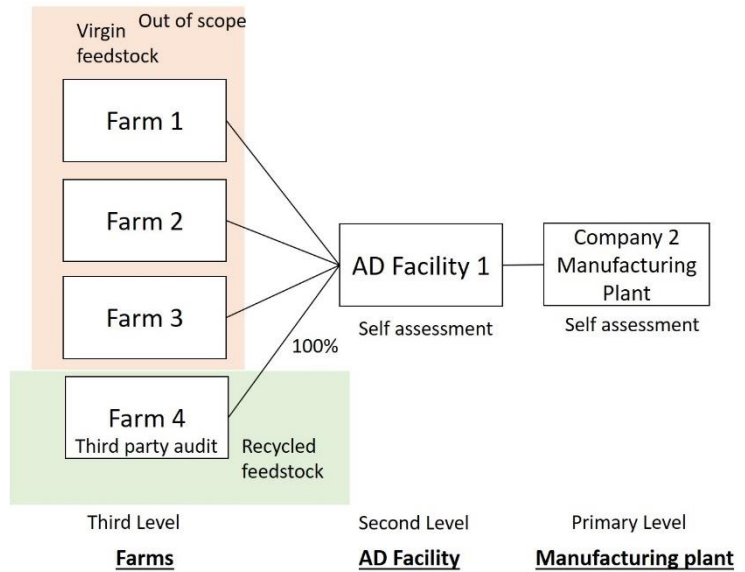 Out of scope
Virgin
feedstock
Farm 1
Farm 2
Farm 3
Farm 4
Third party audit
Recycled
feedstock
100%
AD Facility 1
Self assessment
Company 2
Manufacturing
Plant
Self assessment
Third Level
Second Level
Primary Level
Farms
AD Facility
Manufacturing plant